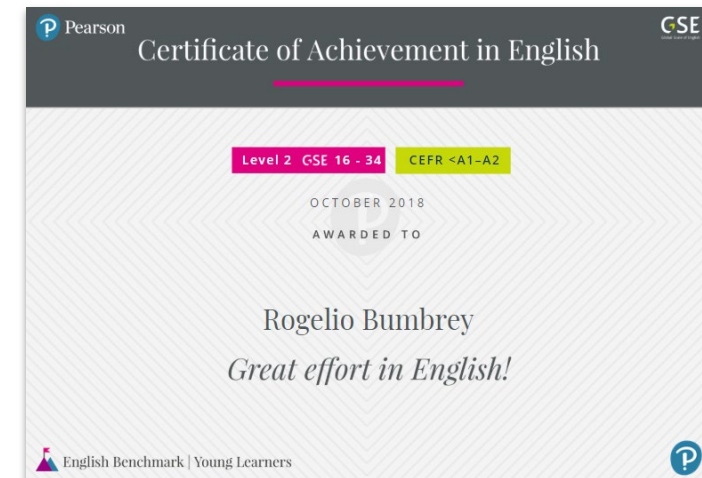 Pearson
GSE
Certificate of Achievement in English
Level 2 GSE 16 - 34 CEFR <A1–A2
OCTOBER 2018
AWARDED TO
Rogelio Bumbrey
Great effort in English!
English Benchmark | Young Learners